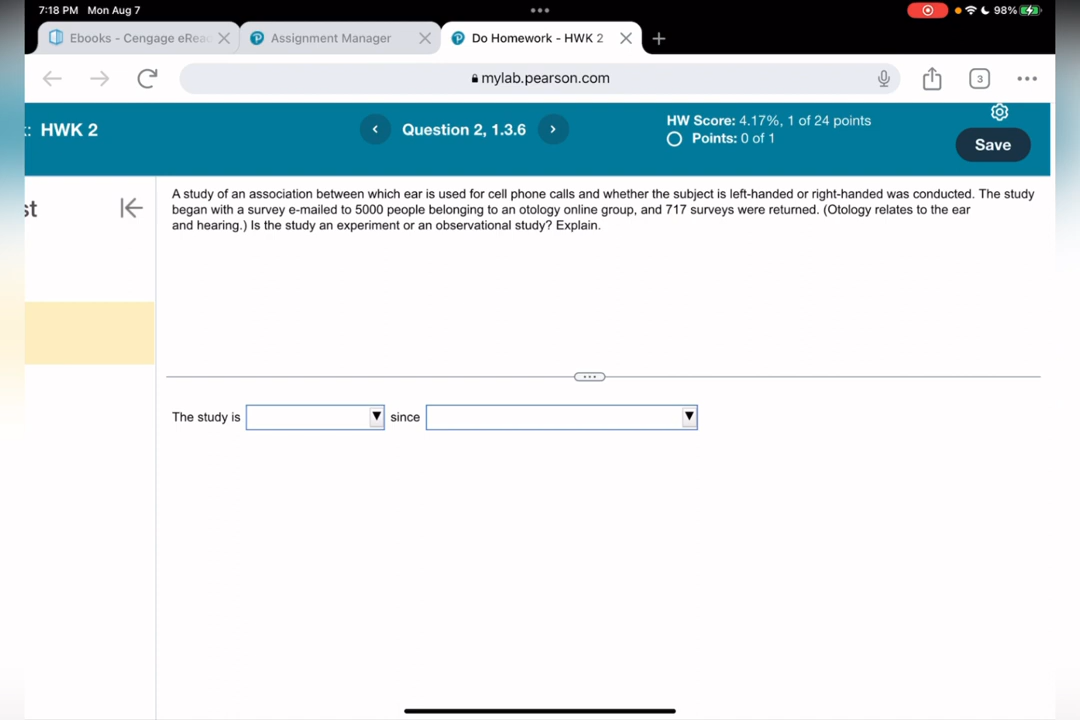 7:18 PM Mon Aug 7
98%
Ebooks - Cengage eRea
Assignment Manager
Do Homework - HWK 2
mylab.pearson.com
3
: HWK 2
Question 2, 1.3.6
HW Score: 4.17%, 1 of 24 points
Points: 0 of 1
Save
st
A study of an association between which ear is used for cell phone calls and whether the subject is left-handed or right-handed was conducted. The study
began with a survey e-mailed to 5000 people belonging to an otology online group, and 717 surveys were returned. (Otology relates to the ear
and hearing.) Is the study an experiment or an observational study? Explain.
The study is
since